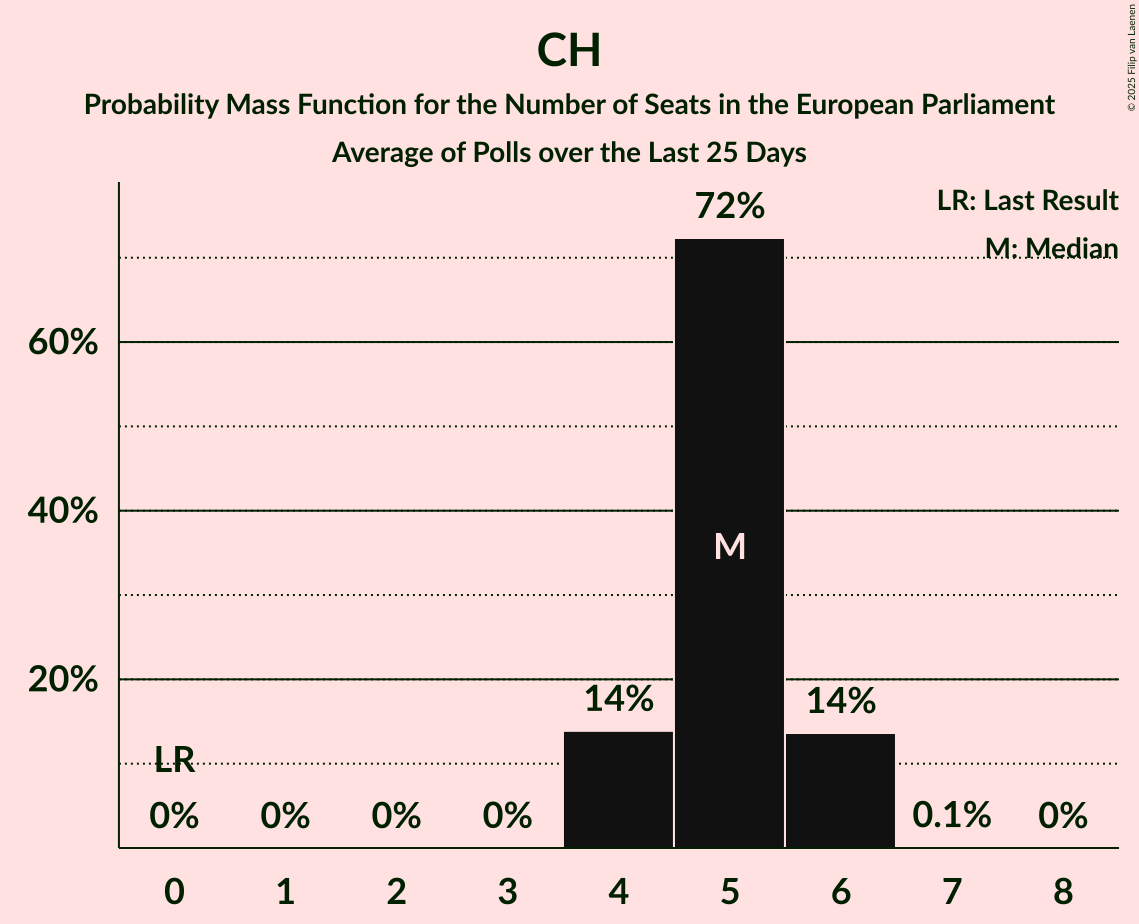 CH
Probability Mass Function for the Number of Seats in the European Parliament
Average of Polls over the Last 25 Days
© 2025 Filip van Laenen
LR: Last Result
M: Median
72%
60%
40%
20%
M
14%
14%
LR
0%
0%
0%
0%
0.1%
0%
0
1
2
3
4
5
6
7
8